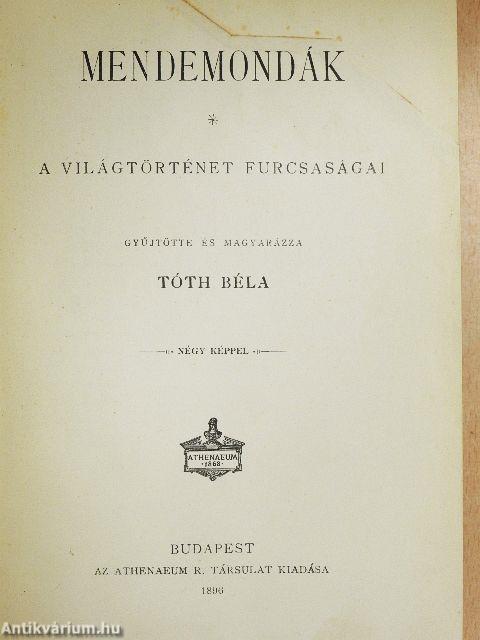 MENDEMONDÁK
*
A VILÁGTÖRTÉNET FURCSASÁGAI
GYŰJTÖTTE ÉS MAGYARÁZZA
TÓTH BÉLA
NÉGY KÉPPEL
ATHENAEUM
·1868·
BUDAPEST
AZ ATHENAEUM R. TÁRSULAT KIADÁSA
1896
Antikvárium.hu